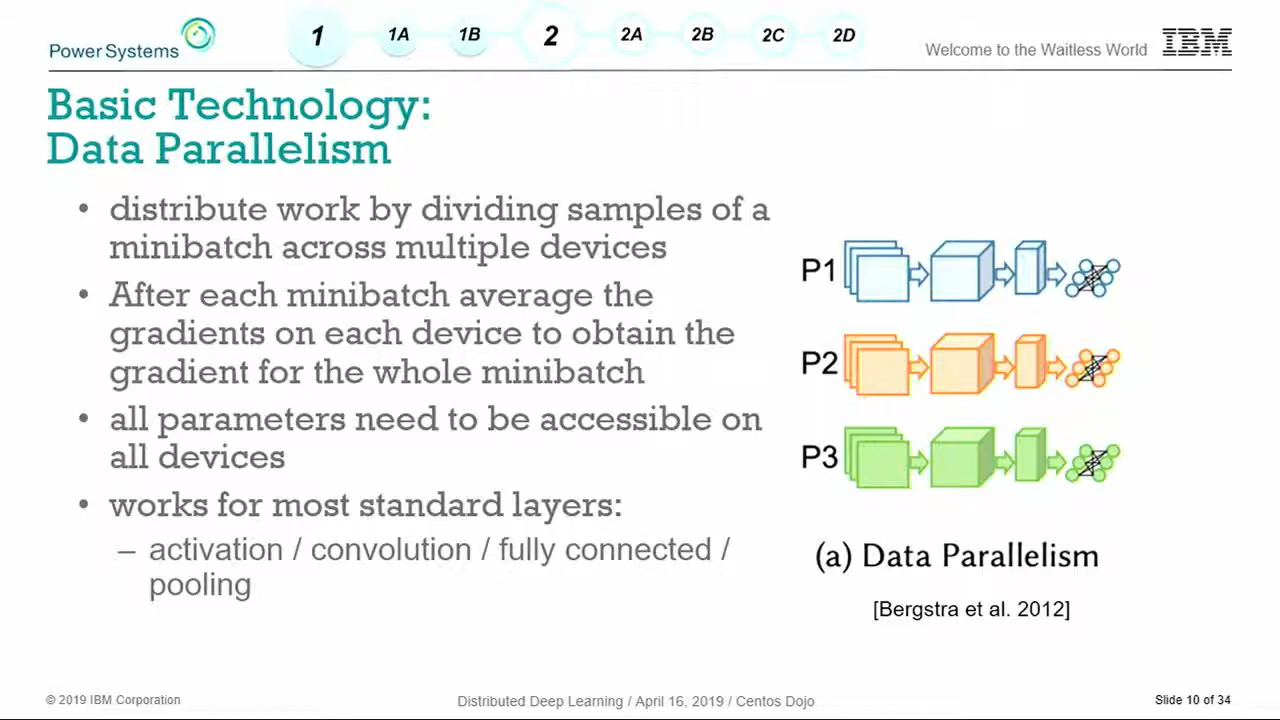 Power Systems
1 1A 1B 2 2A 2B 2C 2D
Welcome to the Waitless World IBM
Basic Technology:
Data Parallelism
• distribute work by dividing samples of a
minibatch across multiple devices
• After each minibatch average the
gradients on each device to obtain the
gradient for the whole minibatch
• all parameters need to be accessible on
all devices
• works for most standard layers:
– activation / convolution / fully connected /
pooling
P1
P2
P3
(a) Data Parallelism
[Bergstra et al. 2012]
© 2019 IBM Corporation
Distributed Deep Learning / April 16, 2019 / Centos Dojo
Slide 10 of 34